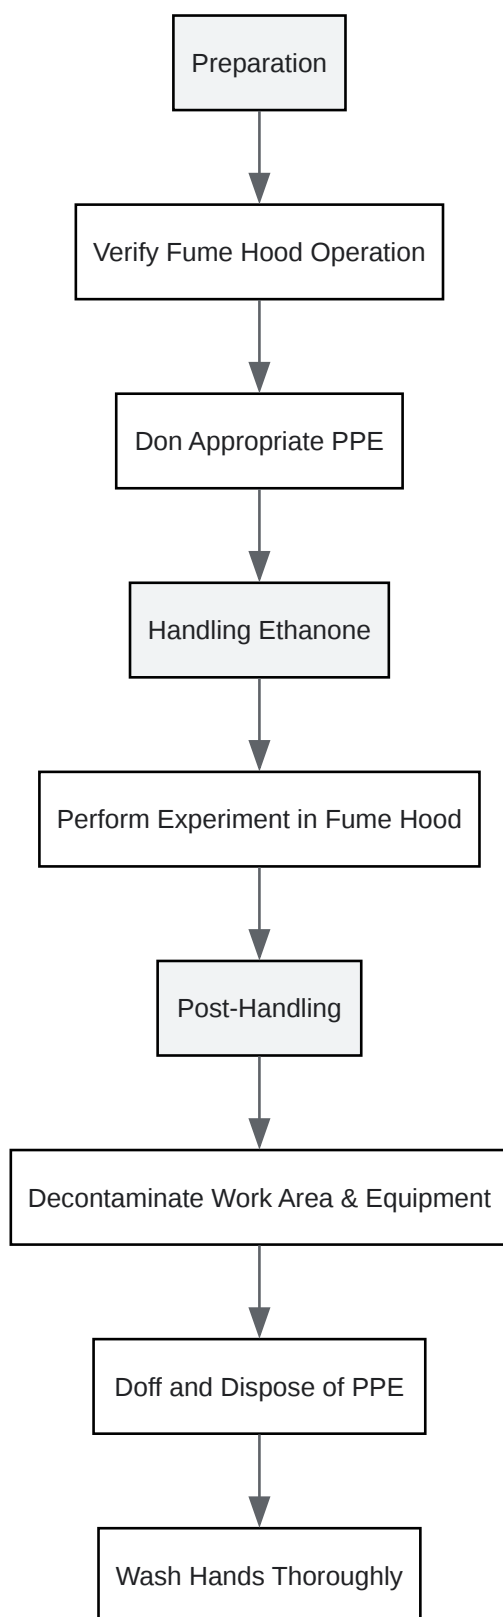 Preparation
Verify Fume Hood Operation
Don Appropriate PPE
Handling Ethanone
Perform Experiment in Fume Hood
Post-Handling
Decontaminate Work Area & Equipment
Doff and Dispose of PPE
Wash Hands Thoroughly